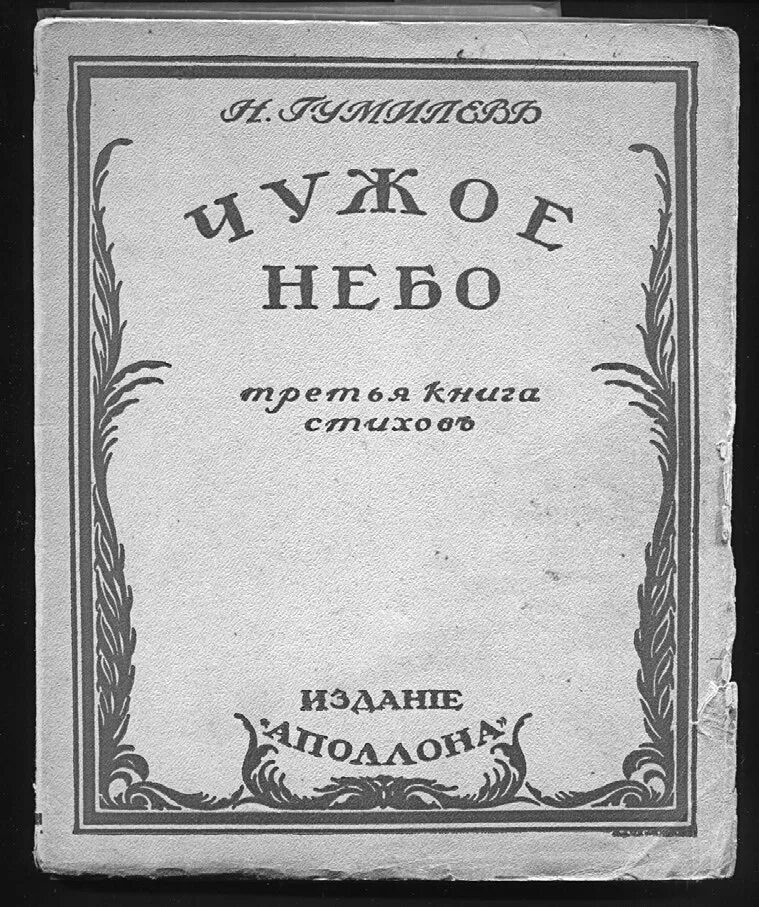 Н. ГУМИЛЕВЪ
ЧУЖОЕ
НЕБО
третья книга
стиховъ
ИЗДАНІЕ
"АПОЛЛОНА"